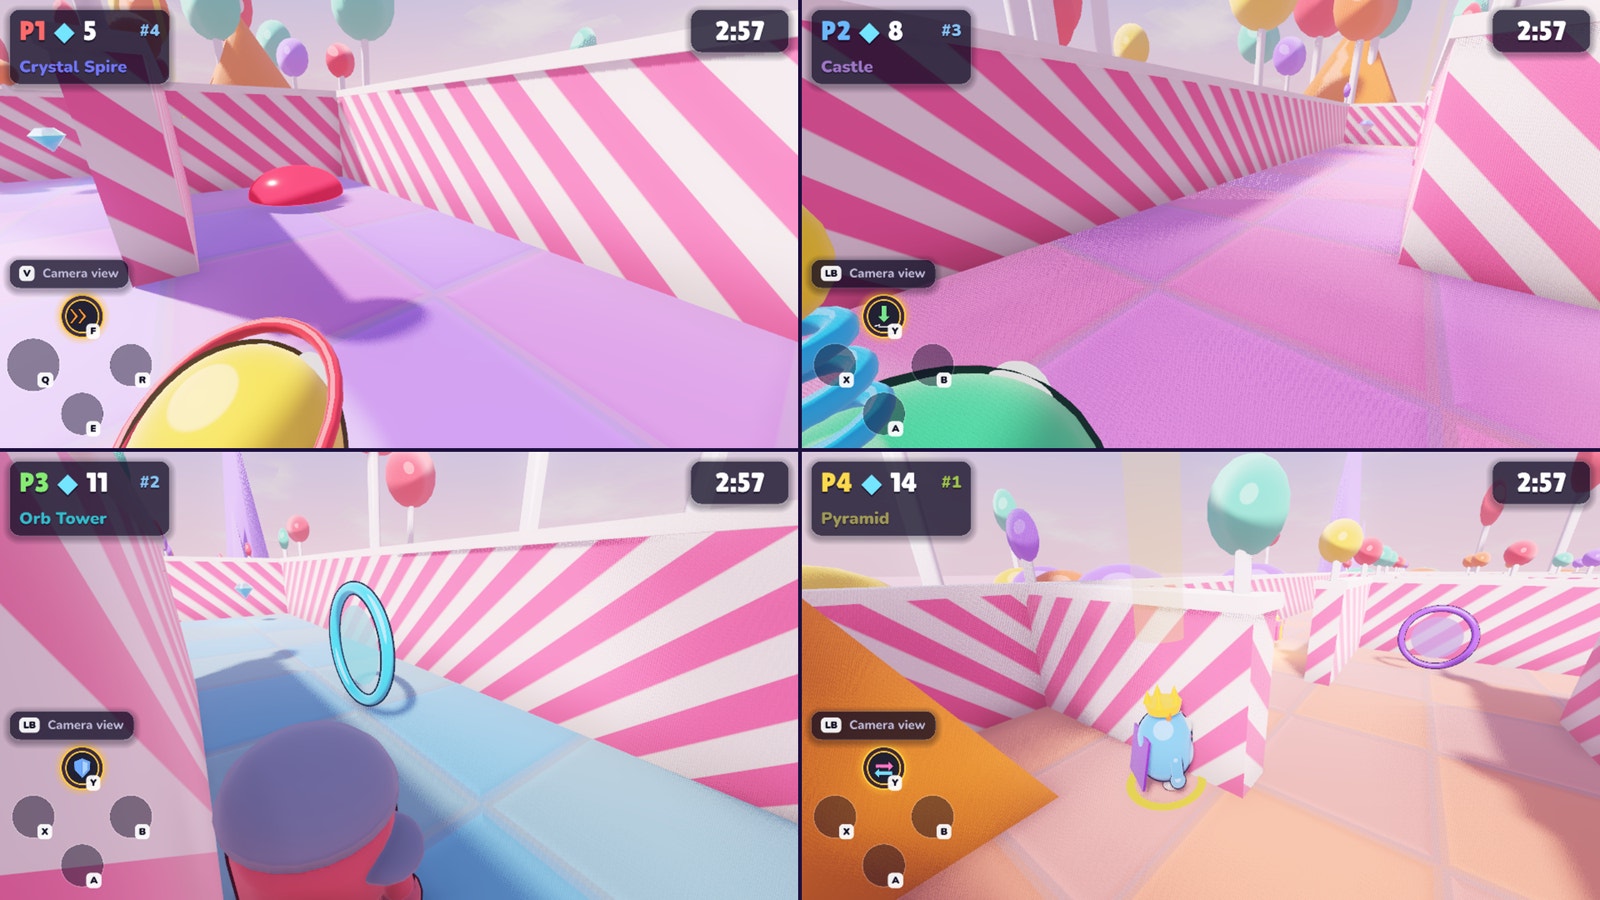 P1 5 #4
Crystal Spire
2:57
V Camera view
F
Q
R
E
P2 8 #3
Castle
2:57
LB Camera view
Y
X
B
A
P3 11 #2
Orb Tower
2:57
LB Camera view
Y
X
B
A
P4 14 #1
Pyramid
2:57
LB Camera view
Y
X
B
A